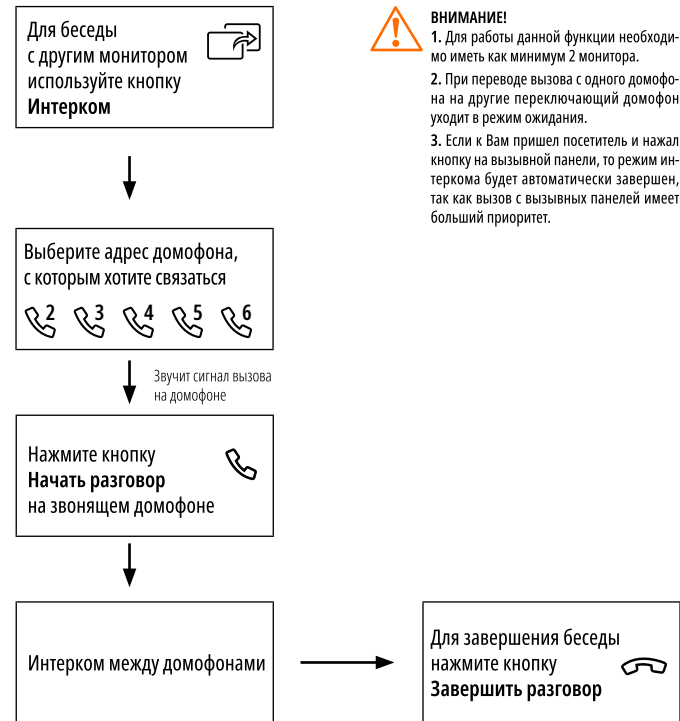 Для беседы
с другим монитором
используйте кнопку
Интерком
ВНИМАНИЕ!
1. Для работы данной функции необходи-
мо иметь как минимум 2 монитора.
2. При переводе вызова с одного домофо-
на на другие переключающий домофон
уходит в режим ожидания.
3. Если к Вам пришел посетитель и нажал
кнопку на вызывной панели, то режим ин-
теркома будет автоматически завершен,
так как вызов с вызывных панелей имеет
больший приоритет.
Выберите адрес домофона,
с которым хотите связаться
2 3 4 5 6
Звучит сигнал вызова
на домофоне
Нажмите кнопку
Начать разговор
на звонящем домофоне
Интерком между домофонами
Для завершения беседы
нажмите кнопку
Завершить разговор